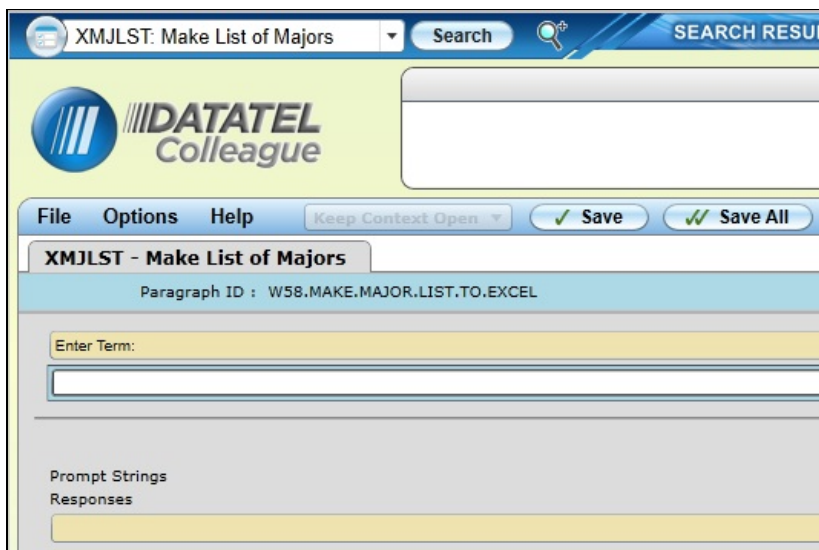 XMJLST: Make List of Majors Search SEARCH RESU
DATATEL
Colleague
File Options Help Keep Context Open Save Save All
XMJLST - Make List of Majors
Paragraph ID : W58.MAKE.MAJOR.LIST.TO.EXCEL
Enter Term:
Prompt Strings
Responses